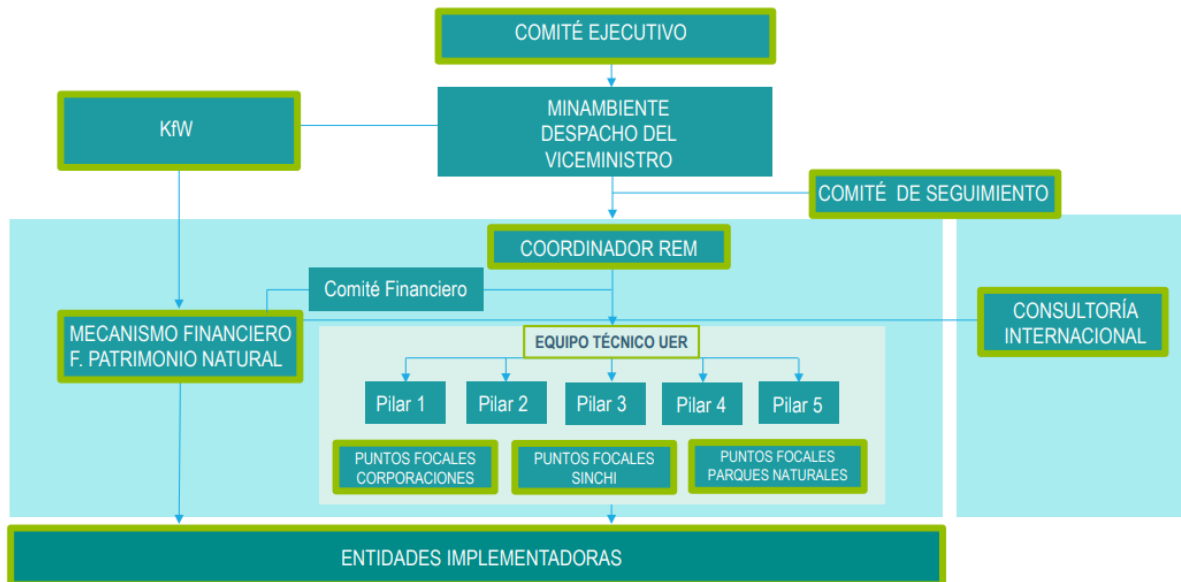 COMITÉ EJECUTIVO
KfW
MINAMBIENTE
DESPACHO DEL
VICEMINISTRO
COMITÉ DE SEGUIMIENTO
COORDINADOR REM
Comité Financiero
MECANISMO FINANCIERO
F. PATRIMONIO NATURAL
CONSULTORÍA
INTERNACIONAL
EQUIPO TÉCNICO UER
Pilar 1
Pilar 2
Pilar 3
Pilar 4
Pilar 5
PUNTOS FOCALES
CORPORACIONES
PUNTOS FOCALES
SINCHI
PUNTOS FOCALES
PARQUES NATURALES
ENTIDADES IMPLEMENTADORAS